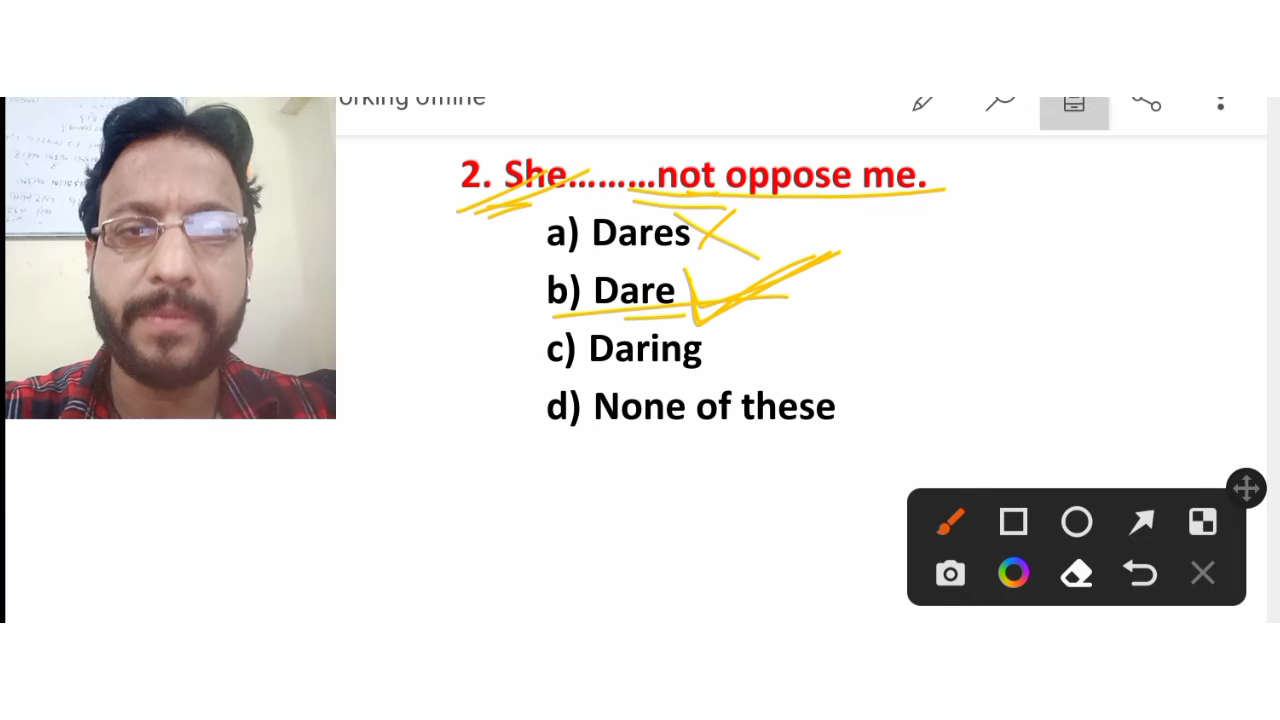 orking offline
2. She………not oppose me.
a) Dares
b) Dare
c) Daring
d) None of these